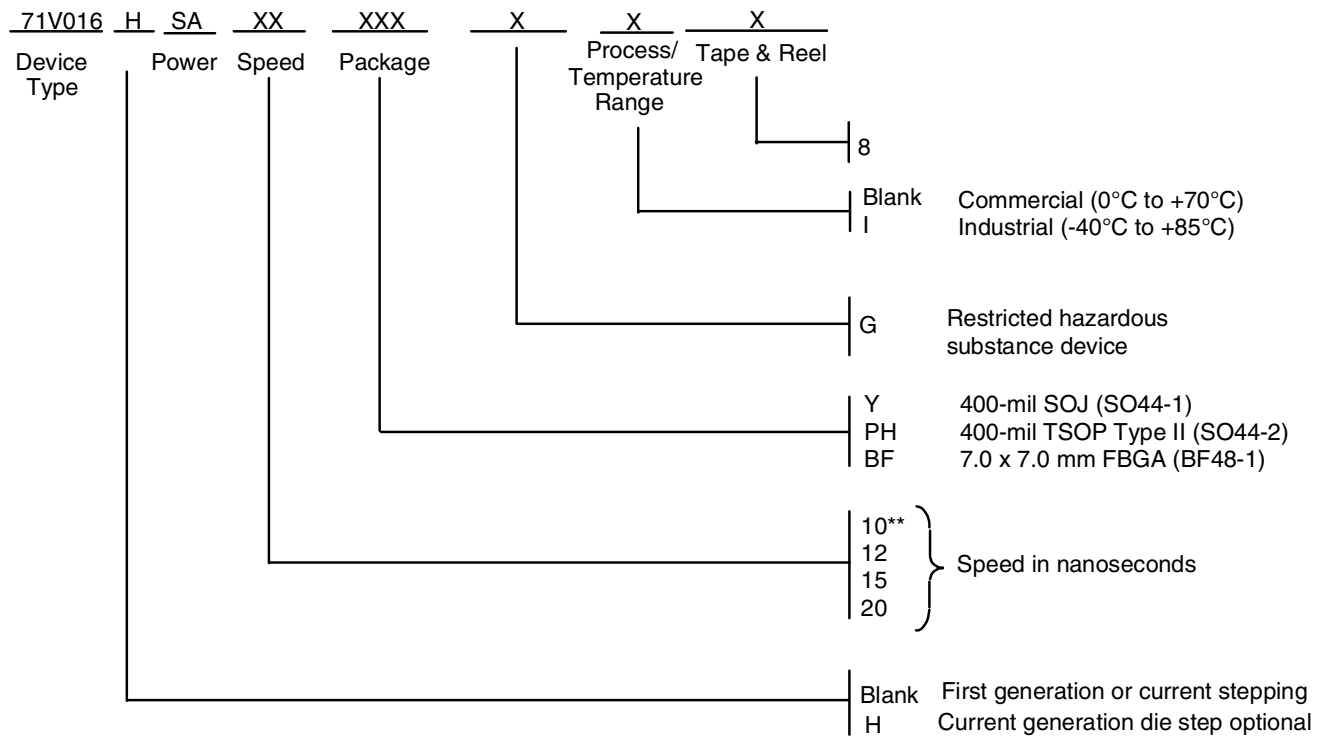 71V016 H SA XX XXX X X X
Device Type
Power
Speed
Package
Process/
Temperature
Range
Tape & Reel
8
Blank Commercial (0°C to +70°C)
I Industrial (-40°C to +85°C)
G Restricted hazardous
substance device
Y 400-mil SOJ (SO44-1)
PH 400-mil TSOP Type II (SO44-2)
BF 7.0 x 7.0 mm FBGA (BF48-1)
10**
12
15
20
Speed in nanoseconds
Blank First generation or current stepping
H Current generation die step optional